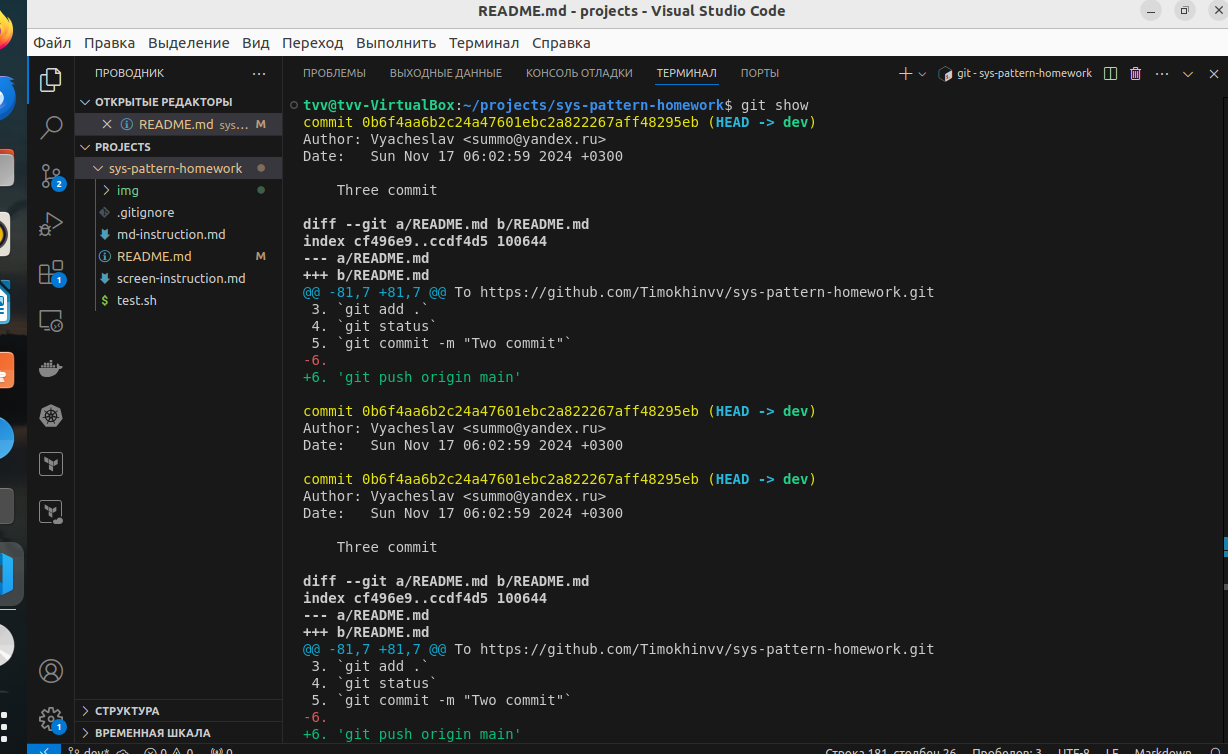 README.md - projects - Visual Studio Code
Файл Правка Выделение Вид Переход Выполнить Терминал Справка
ПРОВОДНИК
ПРОБЛЕМЫ ВЫХОДНЫЕ ДАННЫЕ КОНСОЛЬ ОТЛАДКИ ТЕРМИНАЛ ПОРТЫ
git - sys-pattern-homework
ОТКРЫТЫЕ РЕДАКТОРЫ
README.md sys... M
PROJECTS
sys-pattern-homework
img
.gitignore
md-instruction.md
README.md M
screen-instruction.md
$ test.sh
СТРУКТУРА
ВРЕМЕННАЯ ШКАЛА
2
1
1
tvv@tvv-VirtualBox:~/projects/sys-pattern-homework$ git show
commit 0b6f4aa6b2c24a47601ebc2a822267aff48295eb (HEAD -> dev)
Author: Vyacheslav <summo@yandex.ru>
Date:   Sun Nov 17 06:02:59 2024 +0300
Three commit
diff --git a/README.md b/README.md
index cf496e9..ccdf4d5 100644
--- a/README.md
+++ b/README.md
@@ -81,7 +81,7 @@ To https://github.com/Timokhinvv/sys-pattern-homework.git
3. `git add .`
4. `git status`
5. `git commit -m "Two commit"`
-6.
+6. 'git push origin main'
commit 0b6f4aa6b2c24a47601ebc2a822267aff48295eb (HEAD -> dev)
Author: Vyacheslav <summo@yandex.ru>
Date:   Sun Nov 17 06:02:59 2024 +0300
commit 0b6f4aa6b2c24a47601ebc2a822267aff48295eb (HEAD -> dev)
Author: Vyacheslav <summo@yandex.ru>
Date:   Sun Nov 17 06:02:59 2024 +0300
Three commit
diff --git a/README.md b/README.md
index cf496e9..ccdf4d5 100644
--- a/README.md
+++ b/README.md
@@ -81,7 +81,7 @@ To https://github.com/Timokhinvv/sys-pattern-homework.git
3. `git add .`
4. `git status`
5. `git commit -m "Two commit"`
-6.
+6. 'git push origin main'
dev* 0 0 0 Строка 181, столбец 26 Пробелов: 3 UTF-8 LF Markdown